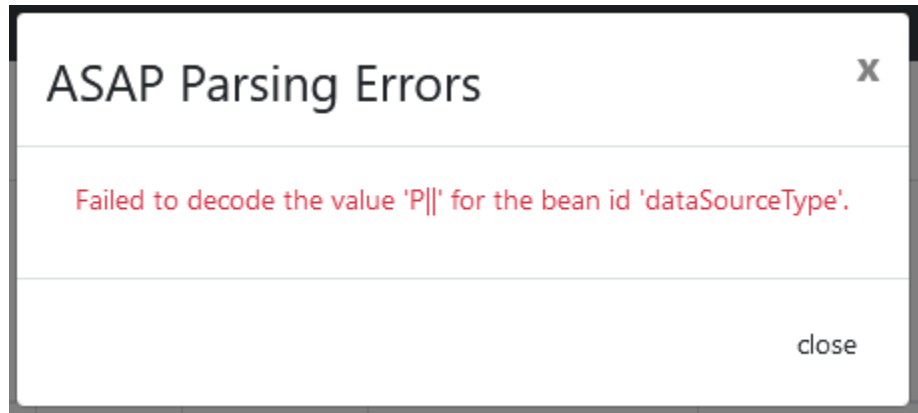 ASAP Parsing Errors
x
Failed to decode the value 'P||' for the bean id 'dataSourceType'.
close